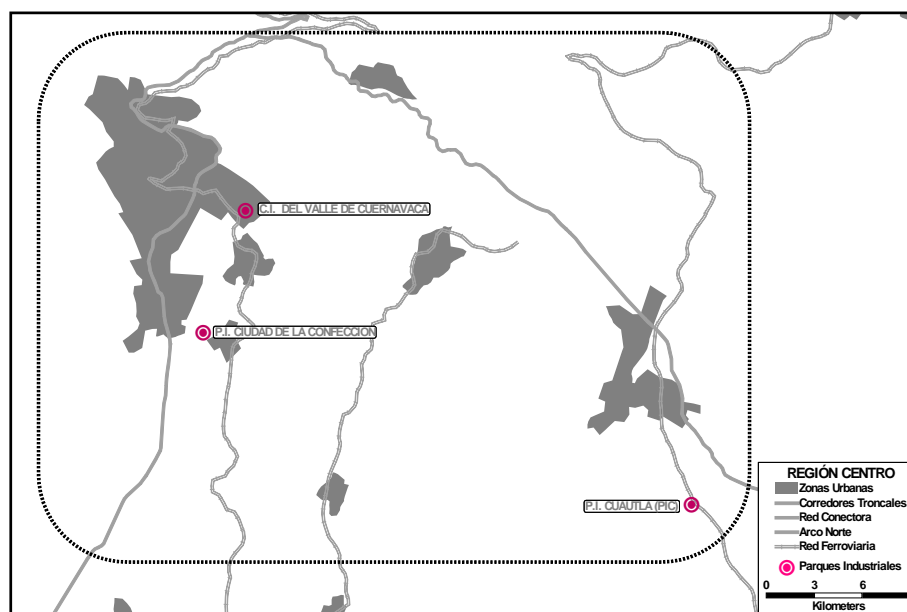 C.I. DEL VALLE DE CUERNAVACA
P.I. CIUDAD DE LA CONFECCION
P.I. CUAUTLA (PIC)
REGIÓN CENTRO
Zonas Urbanas
Corredores Troncales
Red Conectora
Arco Norte
Red Ferroviaria
Parques Industriales
0 3 6
Kilometers